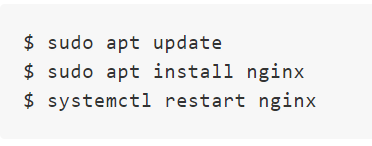 $ sudo apt update
$ sudo apt install nginx
$ systemctl restart nginx